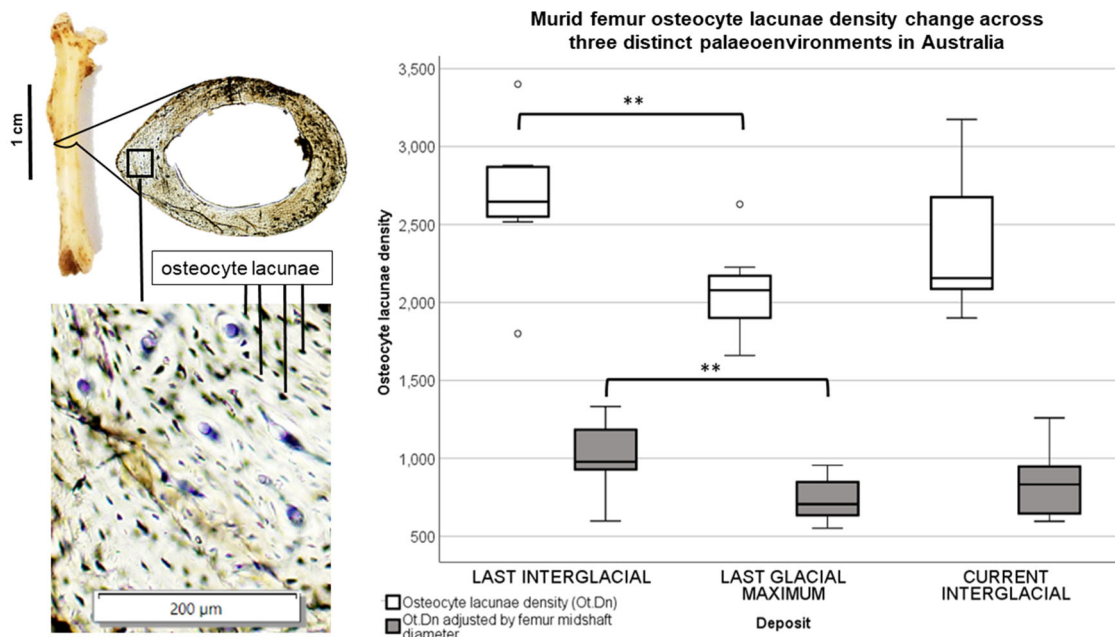 Murid femur osteocyte lacunae density change across
three distinct palaeoenvironments in Australia
1 cm
osteocyte lacunae
200 µm
Osteocyte lacunae density
3,500
3,000
2,500
2,000
1,500
1,000
500
**
**
LAST INTERGLACIAL
LAST GLACIAL
MAXIMUM
CURRENT
INTERGLACIAL
Deposit
Osteocyte lacunae density (Ot.Dn)
Ot.Dn adjusted by femur midshaft
diameter